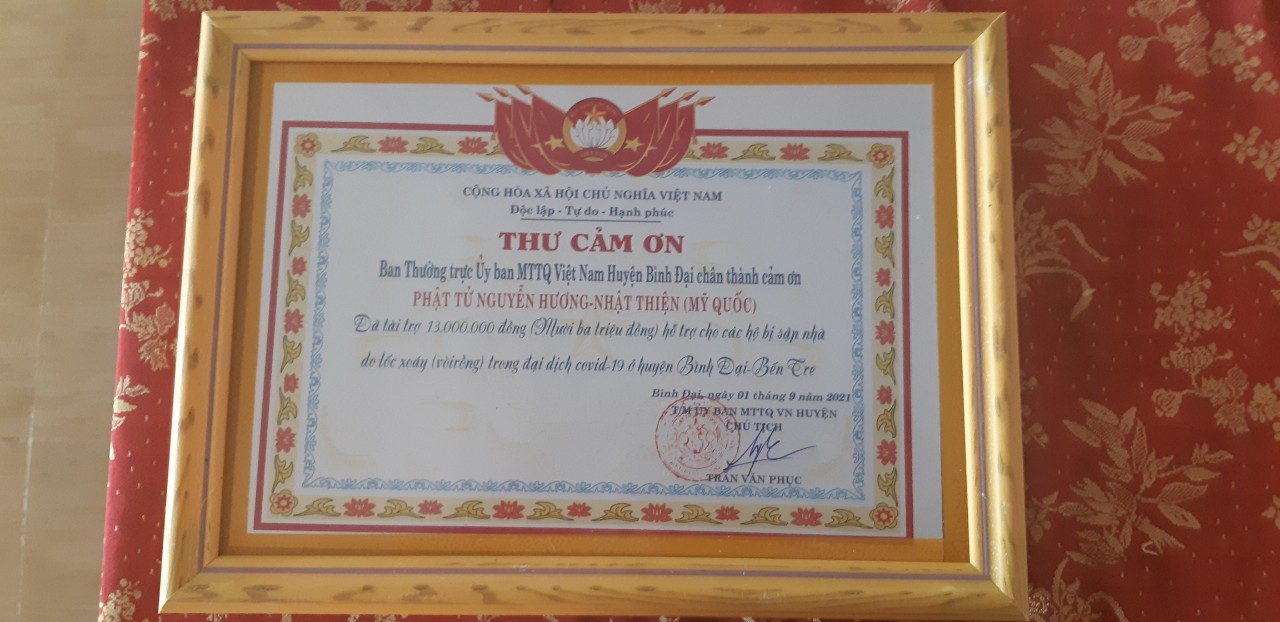 CỘNG HÒA XÃ HỘI CHỦ NGHĨA VIỆT NAM
Độc lập - Tự do - Hạnh phúc
THƯ CẢM ƠN
Ban Thường trực Ủy ban MTTQ Việt Nam Huyện Bình Đại chân thành cảm ơn
PHẬT TỬ NGUYỄN HƯƠNG-NHẬT THIỆN (MỸ QUỐC)
Đã tài trợ 13.000.000 đồng (Mười ba triệu đồng) hỗ trợ cho các hộ bị sập nhà
do lốc xoáy (vòi rồng) trong đại dịch covid-19 ở huyện Bình Đại-Bến Tre
Bình Đại, ngày 01 tháng 9 năm 2021
T/M ỦY BAN MTTQ VN HUYỆN
CHỦ TỊCH
TRẦN VĂN PHỤC